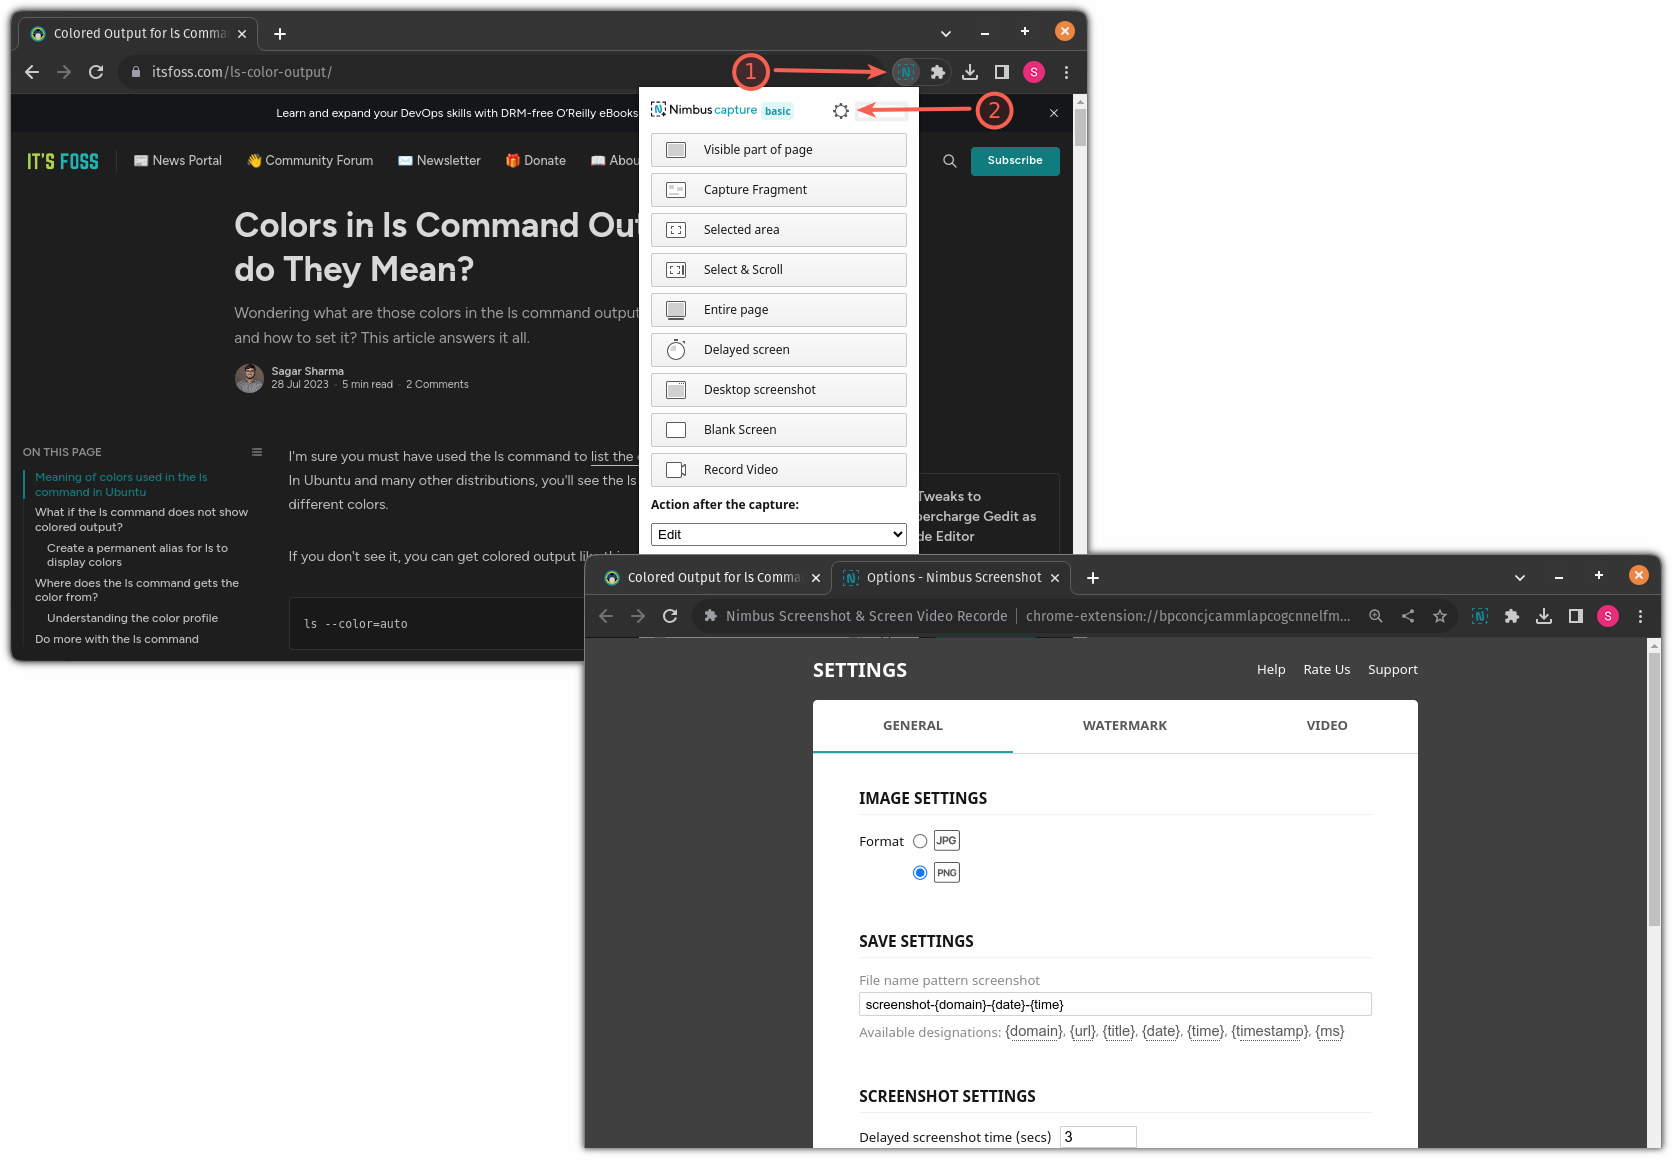 Colored Output for ls Comma
itsfoss.com/ls-color-output/
1
S
Learn and expand your DevOps skills with DRM-free O'Reilly eBooks
IT'S FOSS
News Portal
Community Forum
Newsletter
Donate
Abou
Subscribe
Colors in ls Command Out
do They Mean?
Wondering what are those colors in the ls command output
and how to set it? This article answers it all.
Sagar Sharma
28 Jul 2023 · 5 min read · 2 Comments
ON THIS PAGE
Meaning of colors used in the ls
command in Ubuntu
What if the ls command does not show
colored output?
Create a permanent alias for ls to
display colors
Where does the ls command gets the
color from?
Understanding the color profile
Do more with the ls command
I'm sure you must have used the ls command to list the
In Ubuntu and many other distributions, you'll see the ls
different colors.
If you don't see it, you can get colored output like this
ls --color=auto
Tweaks to
percharge Gedit as
de Editor
Nimbus capture basic
2
Visible part of page
Capture Fragment
Selected area
Select & Scroll
Entire page
Delayed screen
Desktop screenshot
Blank Screen
Record Video
Action after the capture:
Edit
Colored Output for ls Comma
Options - Nimbus Screenshot
Nimbus Screenshot & Screen Video Recorde
chrome-extension://bpconcjcammlapcogcnnelfm...
S
SETTINGS
Help
Rate Us
Support
GENERAL
WATERMARK
VIDEO
IMAGE SETTINGS
Format
JPG
PNG
SAVE SETTINGS
File name pattern screenshot
screenshot-{domain}-{date}-{time}
Available designations: {domain}, {url}, {title}, {date}, {time}, {timestamp}, {ms}
SCREENSHOT SETTINGS
Delayed screenshot time (secs) 3